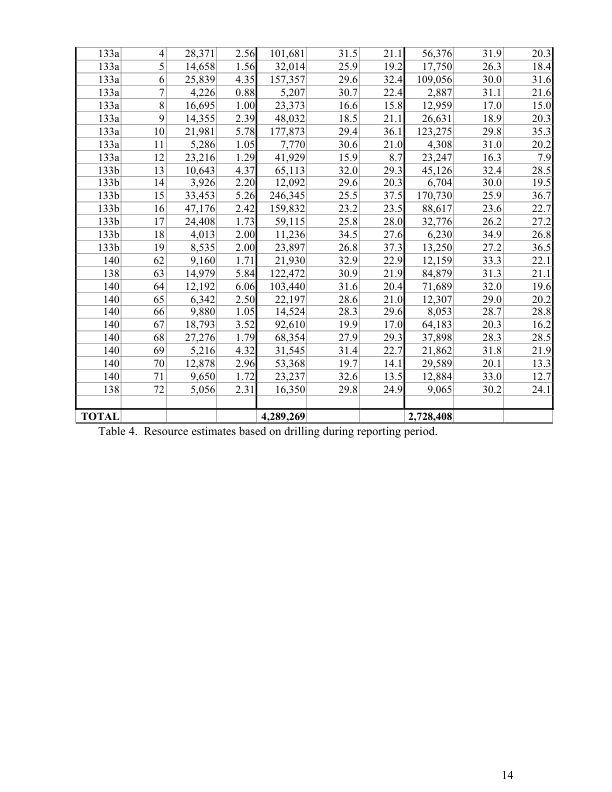 133a 4 28,371 2.56 101,681 31.5 21.1 56,376 31.9 20.3
133a 5 14,658 1.56 32,014 25.9 19.2 17,750 26.3 18.4
133a 6 25,839 4.35 157,357 29.6 32.4 109,056 30.0 31.6
133a 7 4,226 0.88 5,207 30.7 22.4 2,887 31.1 21.6
133a 8 16,695 1.00 23,373 16.6 15.8 12,959 17.0 15.0
133a 9 14,355 2.39 48,032 18.5 21.1 26,631 18.9 20.3
133a 10 21,981 5.78 177,873 29.4 36.1 123,275 29.8 35.3
133a 11 5,286 1.05 7,770 30.6 21.0 4,308 31.0 20.2
133a 12 23,216 1.29 41,929 15.9 8.7 23,247 16.3 7.9
133b 13 10,643 4.37 65,113 32.0 29.3 45,126 32.4 28.5
133b 14 3,926 2.20 12,092 29.6 20.3 6,704 30.0 19.5
133b 15 33,453 5.26 246,345 25.5 37.5 170,730 25.9 36.7
133b 16 47,176 2.42 159,832 23.2 23.5 88,617 23.6 22.7
133b 17 24,408 1.73 59,115 25.8 28.0 32,776 26.2 27.2
133b 18 4,013 2.00 11,236 34.5 27.6 6,230 34.9 26.8
133b 19 8,535 2.00 23,897 26.8 37.3 13,250 27.2 36.5
140 62 9,160 1.71 21,930 32.9 22.9 12,159 33.3 22.1
138 63 14,979 5.84 122,472 30.9 21.9 84,879 31.3 21.1
140 64 12,192 6.06 103,440 31.6 20.4 71,689 32.0 19.6
140 65 6,342 2.50 22,197 28.6 21.0 12,307 29.0 20.2
140 66 9,880 1.05 14,524 28.3 29.6 8,053 28.7 28.8
140 67 18,793 3.52 92,610 19.9 17.0 64,183 20.3 16.2
140 68 27,276 1.79 68,354 27.9 29.3 37,898 28.3 28.5
140 69 5,216 4.32 31,545 31.4 22.7 21,862 31.8 21.9
140 70 12,878 2.96 53,368 19.7 14.1 29,589 20.1 13.3
140 71 9,650 1.72 23,237 32.6 13.5 12,884 33.0 12.7
138 72 5,056 2.31 16,350 29.8 24.9 9,065 30.2 24.1
TOTAL 4,289,269 2,728,408
Table 4. Resource estimates based on drilling during reporting period.
14